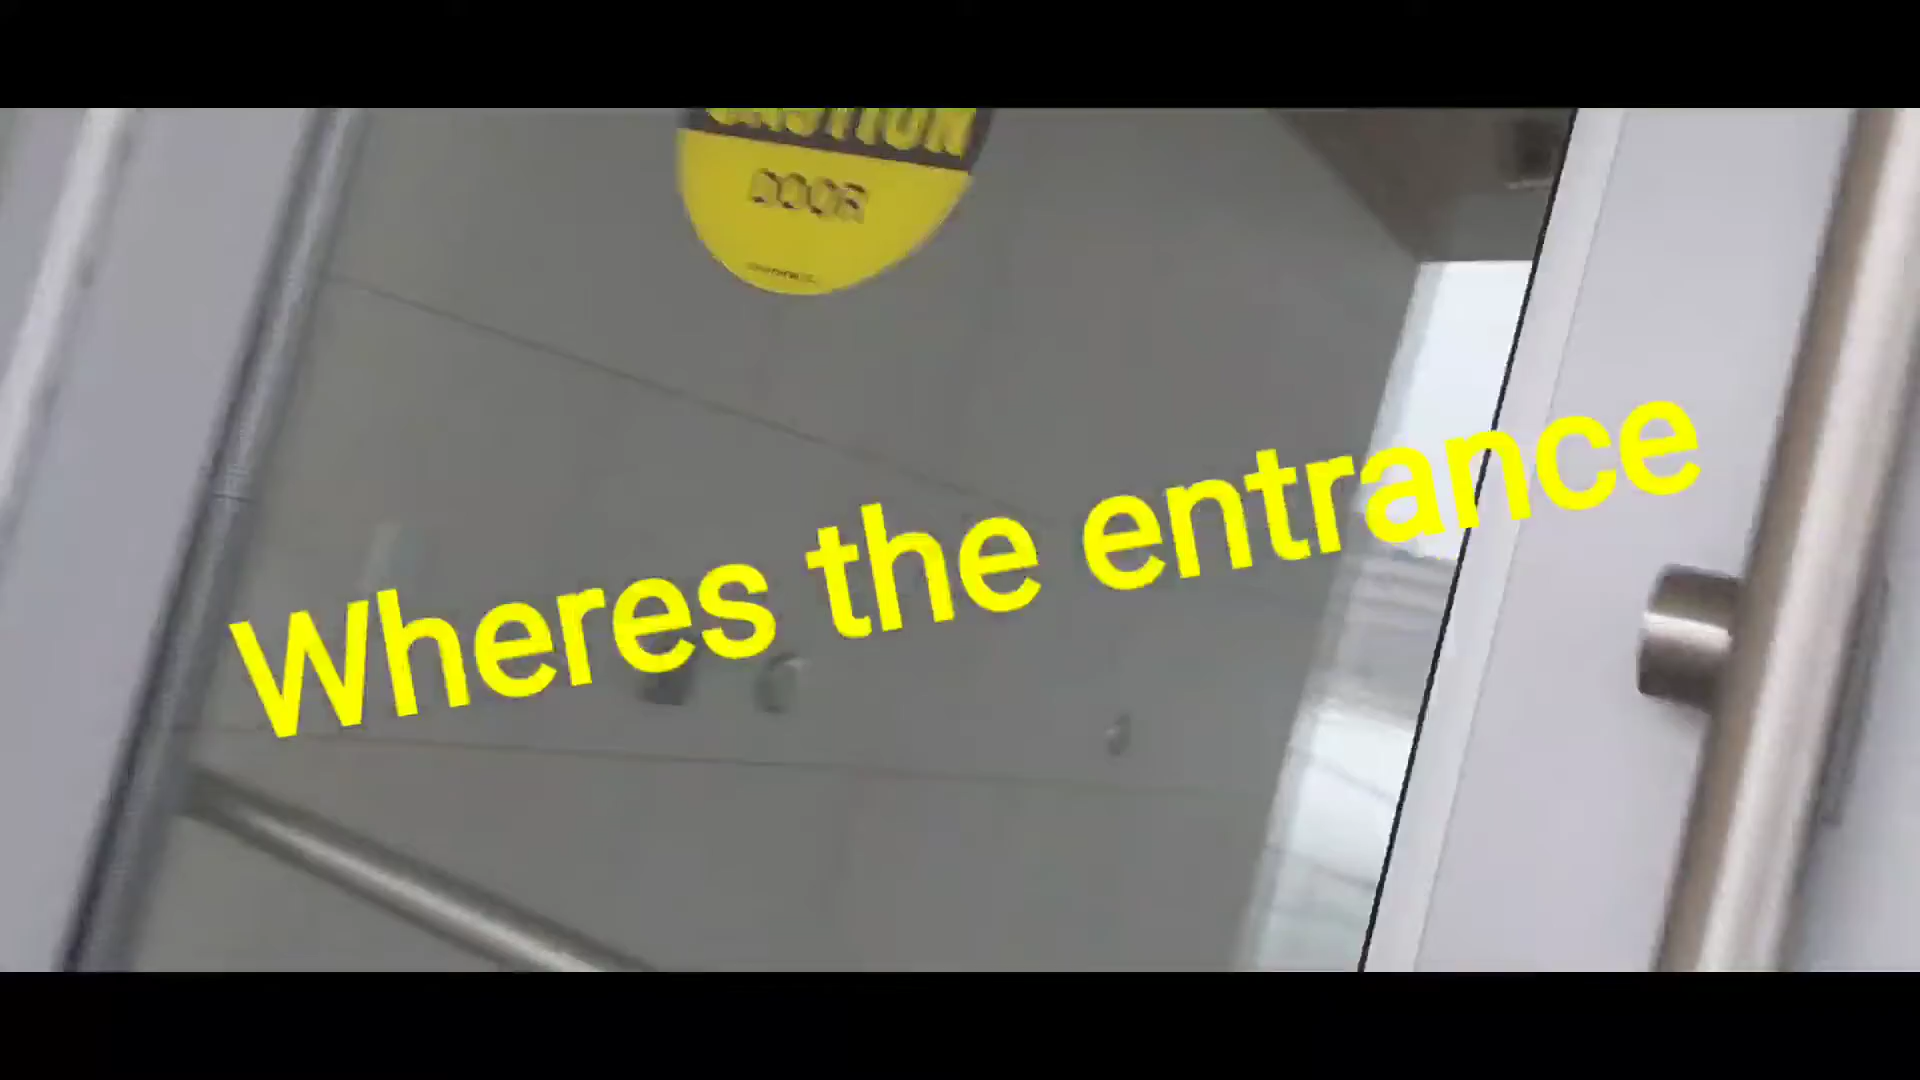 CAUTION
DOOR
Wheres the entrance